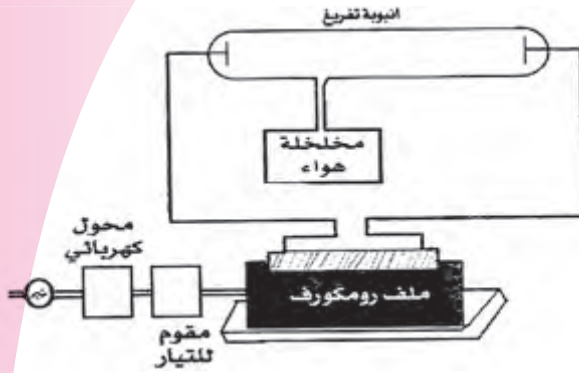 انبوبة تفريغ
مخلخلة
هواء
محول
كهربائي
ملف رومكورف
مقوم
للتيار